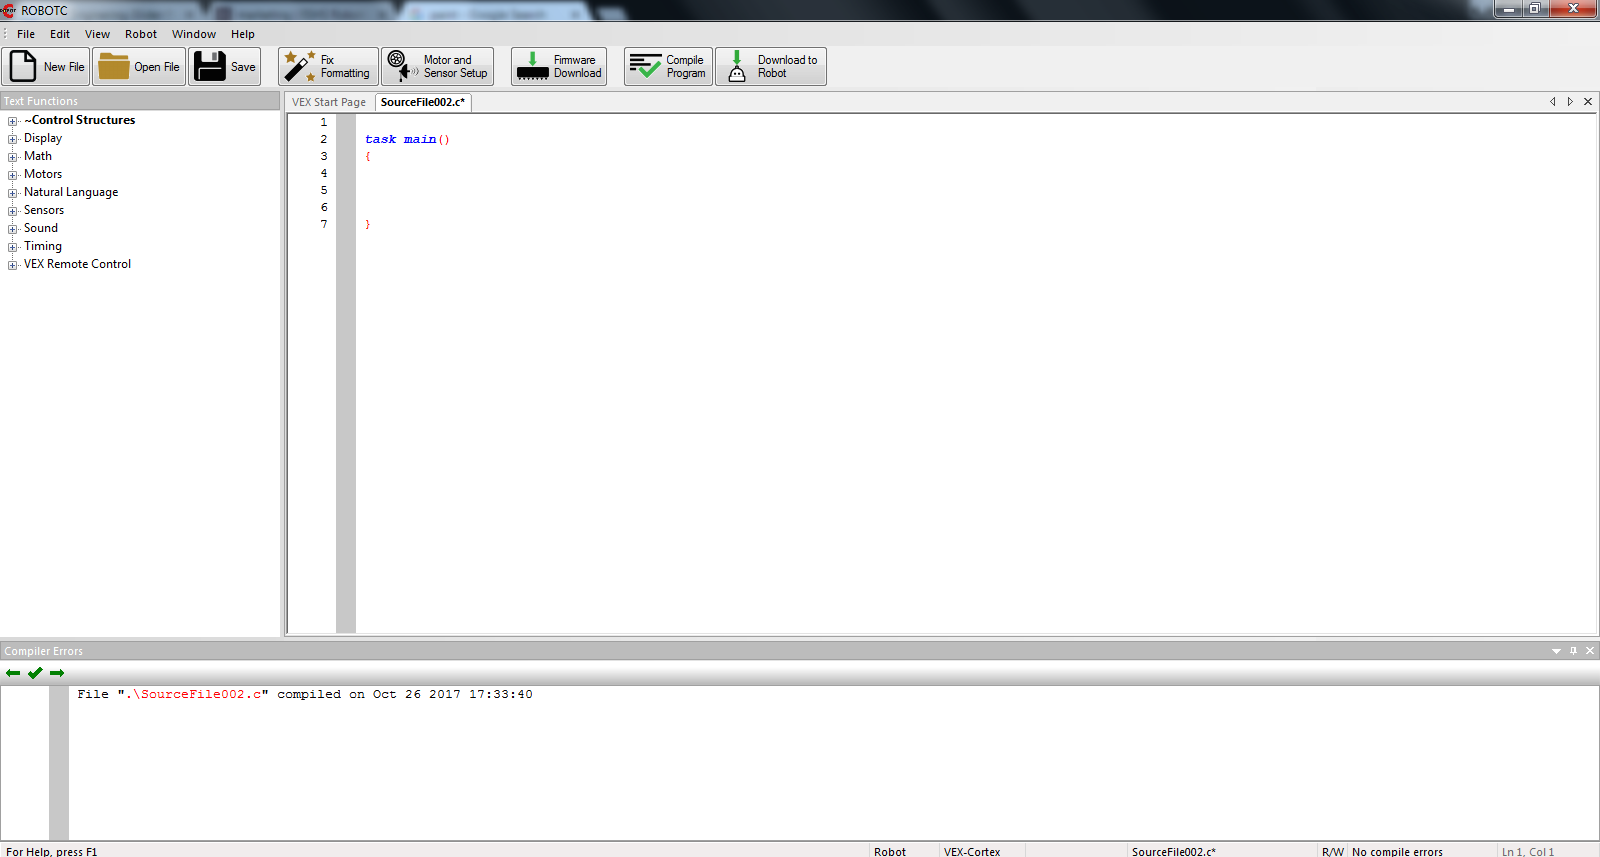 ROBOTC
File Edit View Robot Window Help
New File Open File Save Fix Formatting Motor and Sensor Setup Firmware Download Compile Program Download to Robot
Text Functions
~Control Structures
Display
Math
Motors
Natural Language
Sensors
Sound
Timing
VEX Remote Control
VEX Start Page SourceFile002.c*
1
2 task main()
3 {
4
5
6
7 }
Compiler Errors
File ".\SourceFile002.c" compiled on Oct 26 2017 17:33:40
For Help, press F1 Robot VEX-Cortex SourceFile002.c* R/W No compile errors Ln 1, Col 1